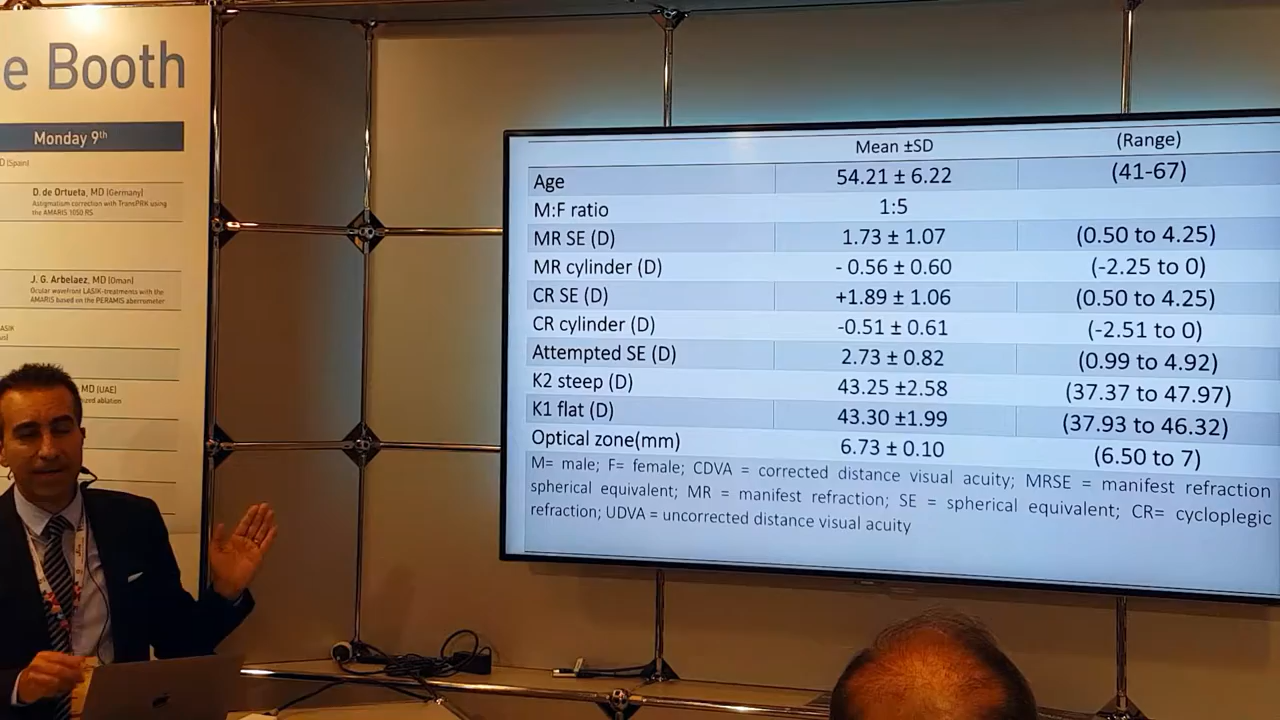 e Booth
Monday 9th
D (Spain)
D. de Ortueta, MD (Germany)
Astigmatism correction with TransPRK using
the AMARIS 1050 RS
J. G. Arbelaez, MD (Oman)
Ocular wavefront LASIK-treatments with the
AMARIS based on the PERAMIS aberrometer
MD (UAE)
ablation
Mean ±SD (Range)
Age 54.21 ± 6.22 (41-67)
M:F ratio 1:5
MR SE (D) 1.73 ± 1.07 (0.50 to 4.25)
MR cylinder (D) - 0.56 ± 0.60 (-2.25 to 0)
CR SE (D) +1.89 ± 1.06 (0.50 to 4.25)
CR cylinder (D) -0.51 ± 0.61 (-2.51 to 0)
Attempted SE (D) 2.73 ± 0.82 (0.99 to 4.92)
K2 steep (D) 43.25 ±2.58 (37.37 to 47.97)
K1 flat (D) 43.30 ±1.99 (37.93 to 46.32)
Optical zone(mm) 6.73 ± 0.10 (6.50 to 7)
M= male; F= female; CDVA = corrected distance visual acuity; MRSE = manifest refraction
spherical equivalent; MR = manifest refraction; SE = spherical equivalent; CR= cycloplegic
refraction; UDVA = uncorrected distance visual acuity